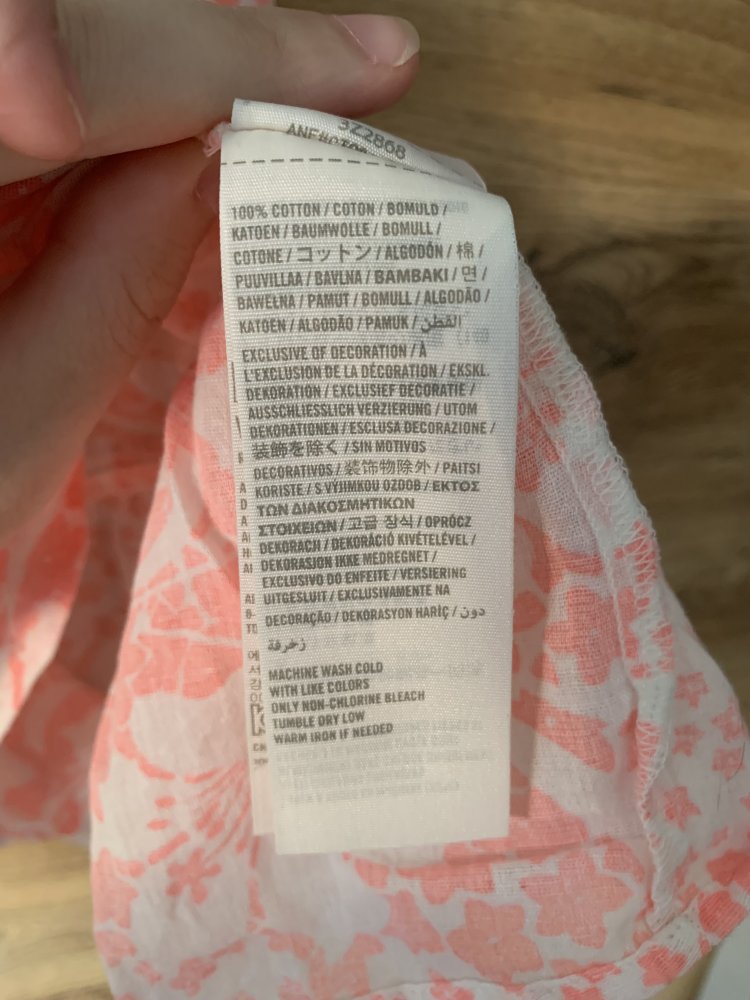 3Z2868
100% COTTON / COTON / BOMULD /
KATOEN / BAUMWOLLE / BOMULL /
COTONE / コットン / ALGODÓN / 棉 /
PUUVILLAA / BAVLNA / BAMBAKI / 면 /
BAWEŁNA / PAMUT / BOMULL / ALGODÃO /
KATOEN / ALGODÃO / PAMUK / القطن
EXCLUSIVE OF DECORATION / À
L'EXCLUSION DE LA DÉCORATION / EKSKL.
DEKORATION / EXCLUSIEF DECORATIE /
AUSSCHLIESSLICH VERZIERUNG / UTOM
DEKORATIONEN / ESCLUSA DECORAZIONE /
装飾を除く / SIN MOTIVOS
DECORATIVOS / 装饰物除外 / PAITSI
KORISTE / S VÝJIMKOU OZDOB / ΕΚΤΟΣ
ΤΩΝ ΔΙΑΚΟΣΜΗΤΙΚΩΝ
ΣΤΟΙΧΕΙΩΝ / 고급 장식 / OPRÓCZ
DEKORACJI / DEKORÁCIÓ KIVÉTELÉVEL /
DEKORASJON IKKE MEDREGNET /
EXCLUSIVO DO ENFEITE / VERSIERING
UITGESLUIT / EXCLUSIVAMENTE NA
DECORAÇÃO / DEKORASYON HARİÇ / دون
زخرفة
MACHINE WASH COLD
WITH LIKE COLORS
ONLY NON-CHLORINE BLEACH
TUMBLE DRY LOW
WARM IRON IF NEEDED